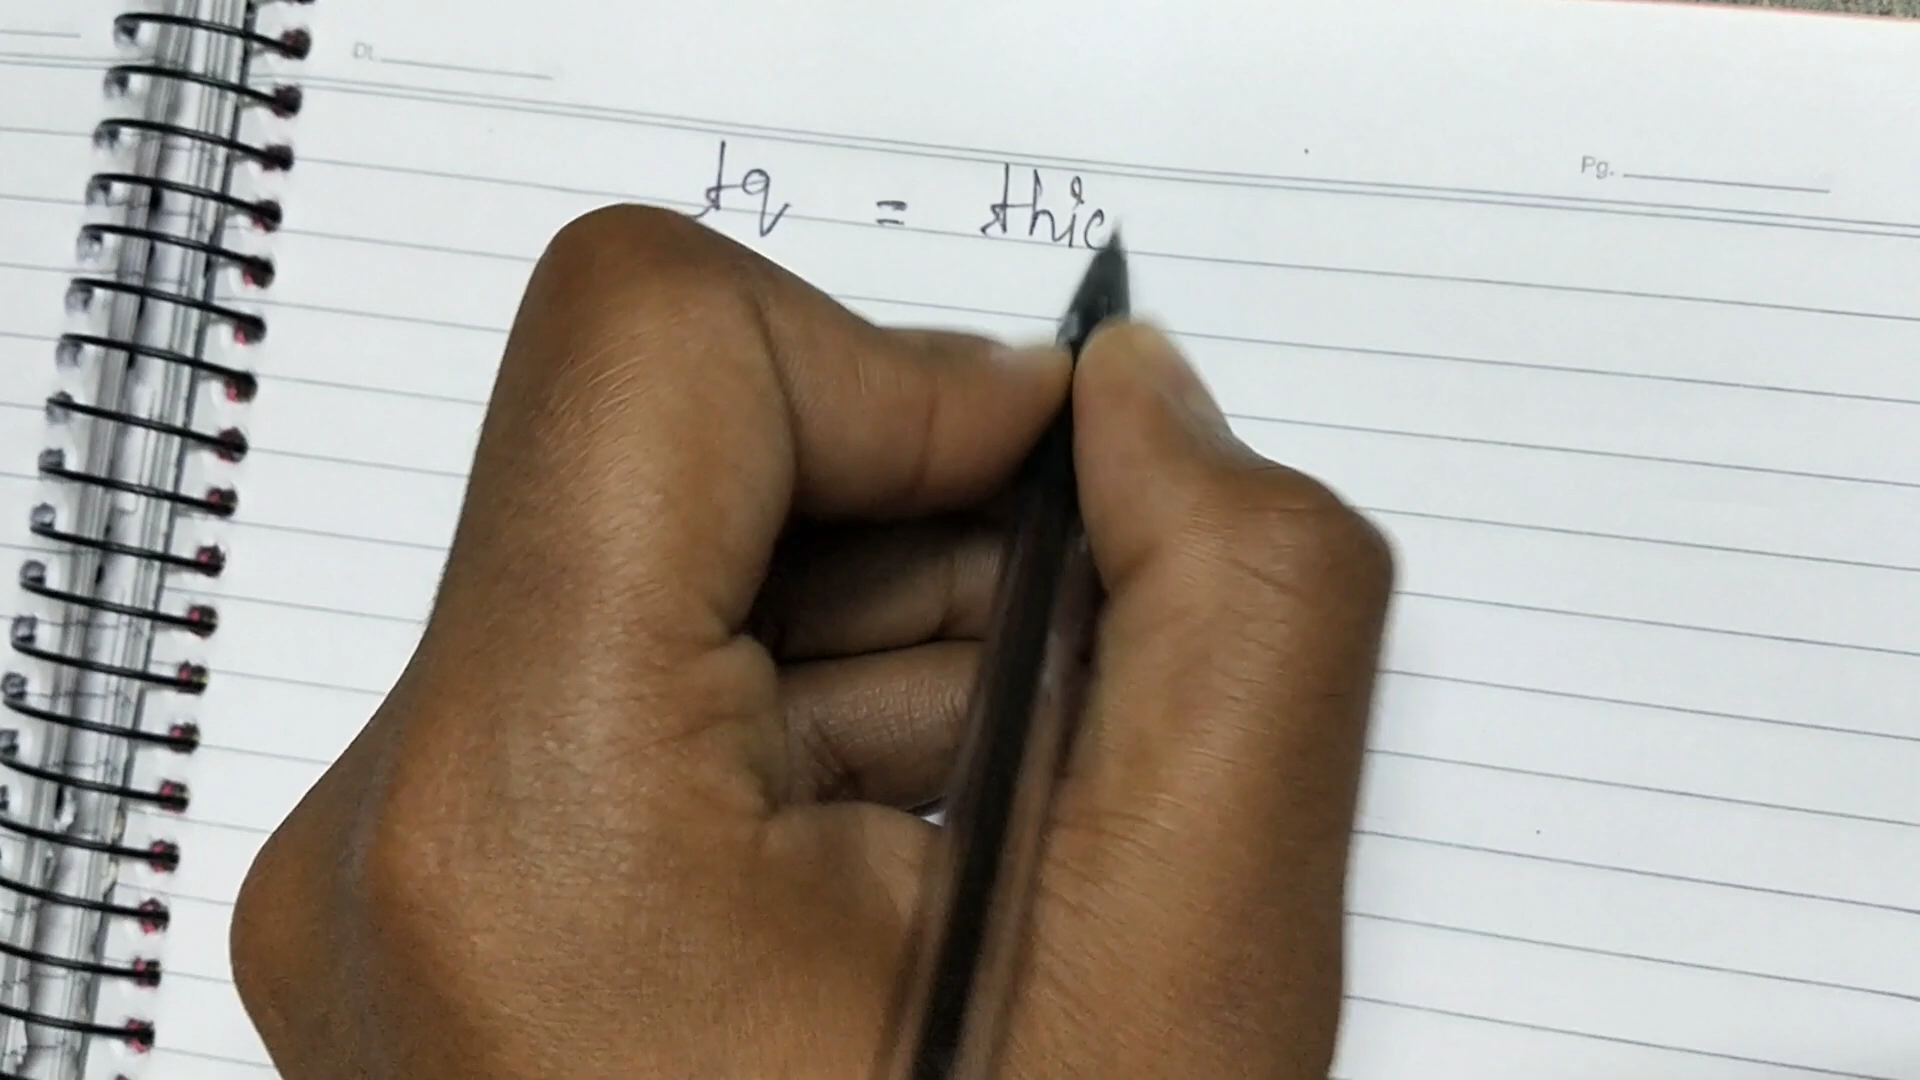 Dt.
Pg.
tq = thic